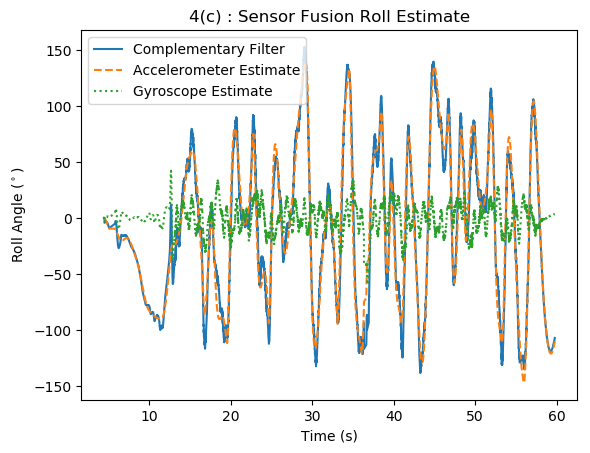 4(c) : Sensor Fusion Roll Estimate
Complementary Filter
Accelerometer Estimate
Gyroscope Estimate
Roll Angle (°)
150
100
50
0
−50
−100
−150
10
20
30
40
50
60
Time (s)